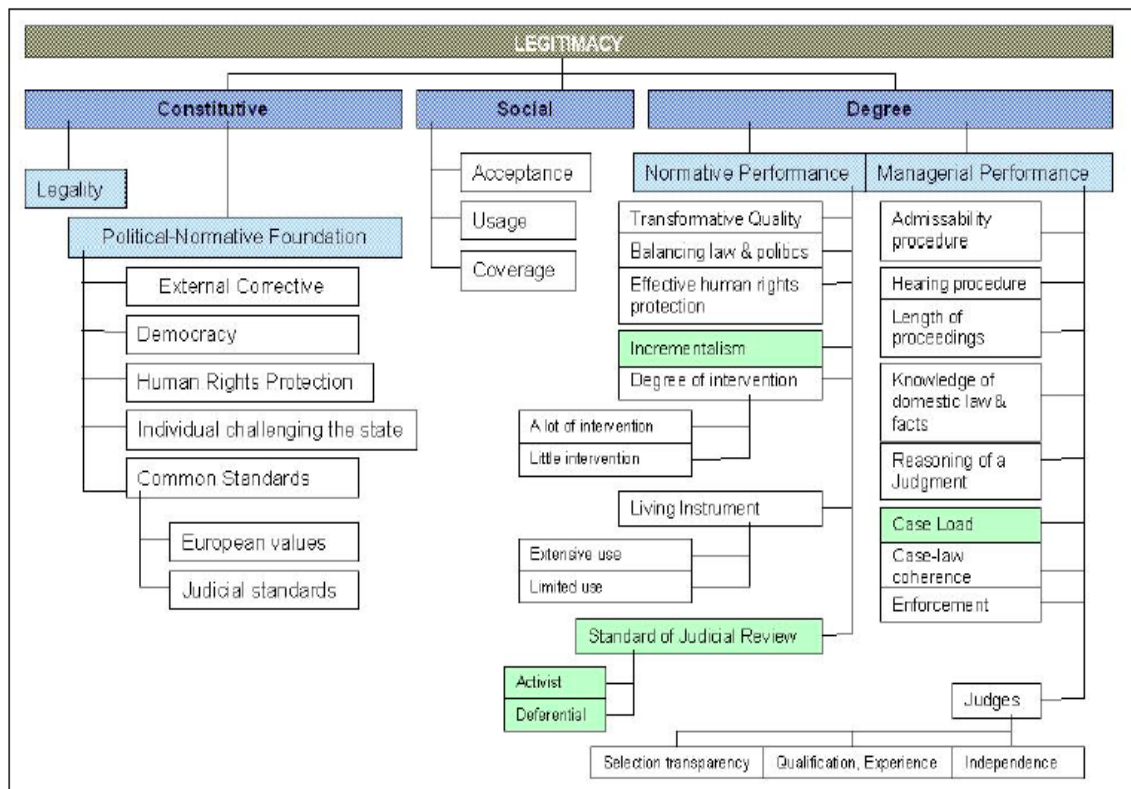 LEGITIMACY
Constitutive
Social
Degree
Legality
Political-Normative Foundation
External Corrective
Democracy
Human Rights Protection
Individual challenging the state
Common Standards
European values
Judicial standards
Acceptance
Usage
Coverage
Normative Performance
Transformative Quality
Balancing law & politics
Effective human rights
protection
Incrementalism
Degree of intervention
A lot of intervention
Little intervention
Living Instrument
Extensive use
Limited use
Standard of Judicial Review
Activist
Deferential
Managerial Performance
Admissability
procedure
Hearing procedure
Length of
proceedings
Knowledge of
domestic law &
facts
Reasoning of a
Judgment
Case Load
Case-law
coherence
Enforcement
Judges
Selection transparency
Qualification, Experience
Independence